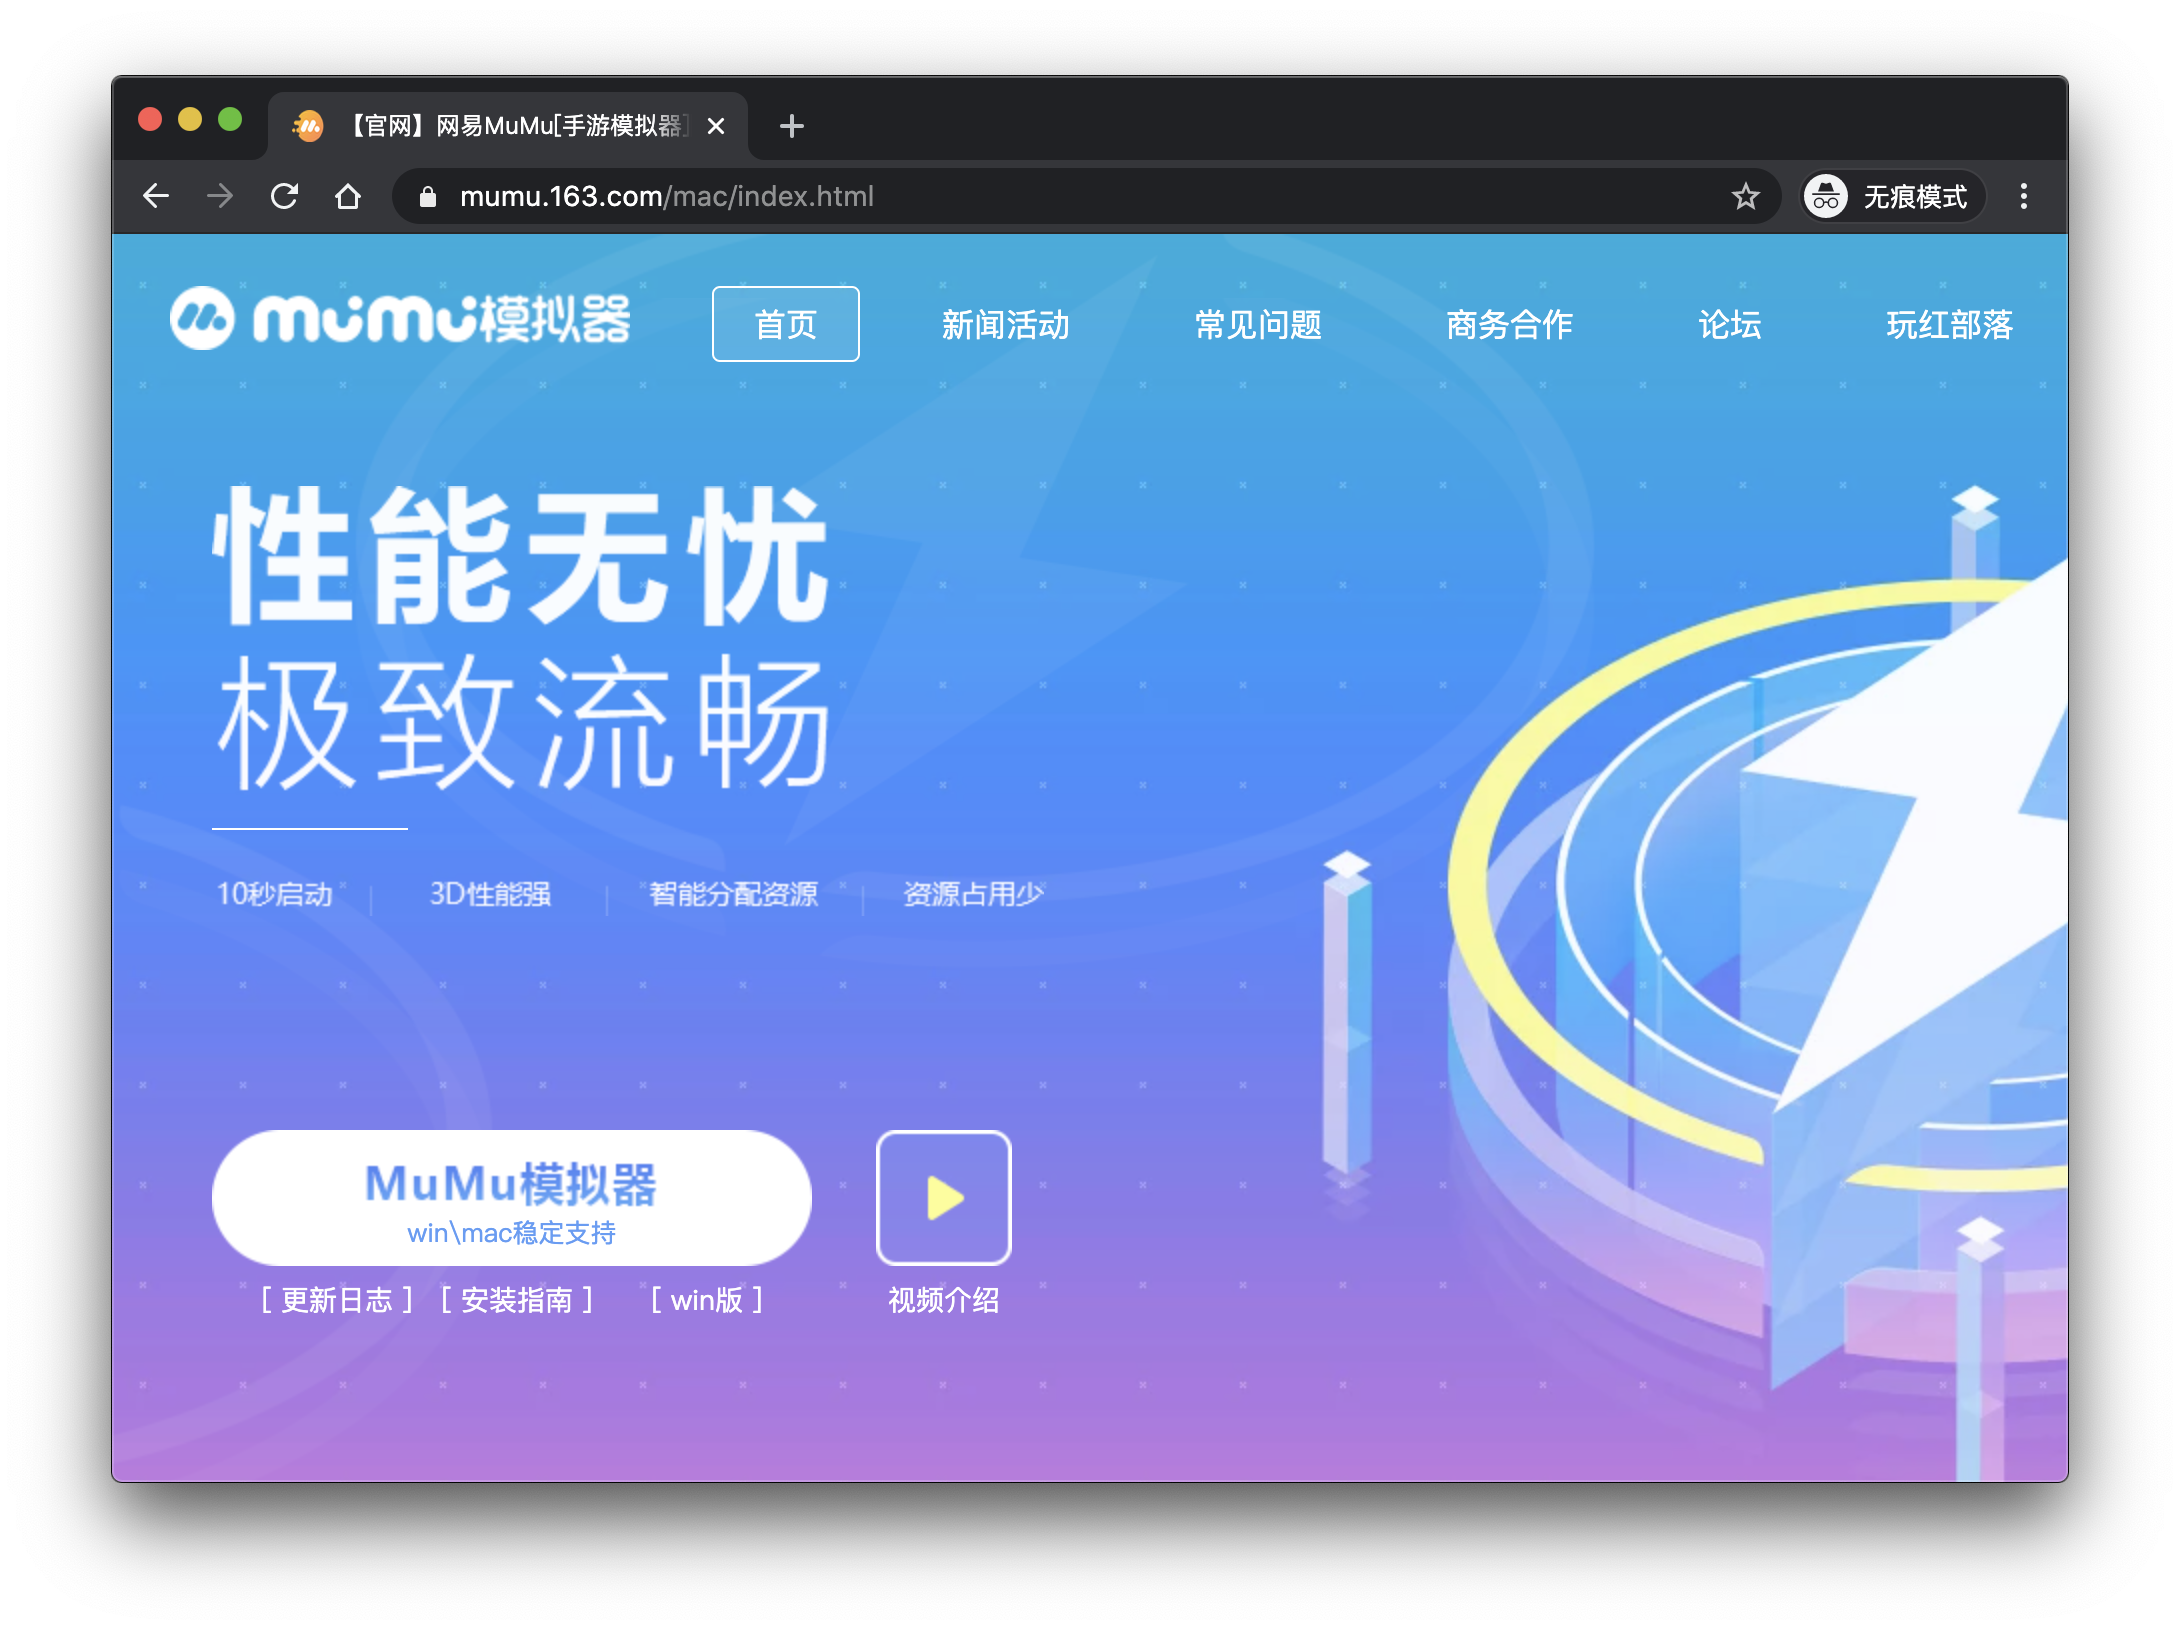 【官网】网易MuMu[手游模拟器]
mumu.163.com/mac/index.html
无痕模式
mumu模拟器
首页 新闻活动 常见问题 商务合作 论坛 玩红部落
性能无忧
极致流畅
10秒启动 | 3D性能强 | 智能分配资源 | 资源占用少
MuMu模拟器
win\mac稳定支持
[ 更新日志 ] [ 安装指南 ] [ win版 ]
视频介绍